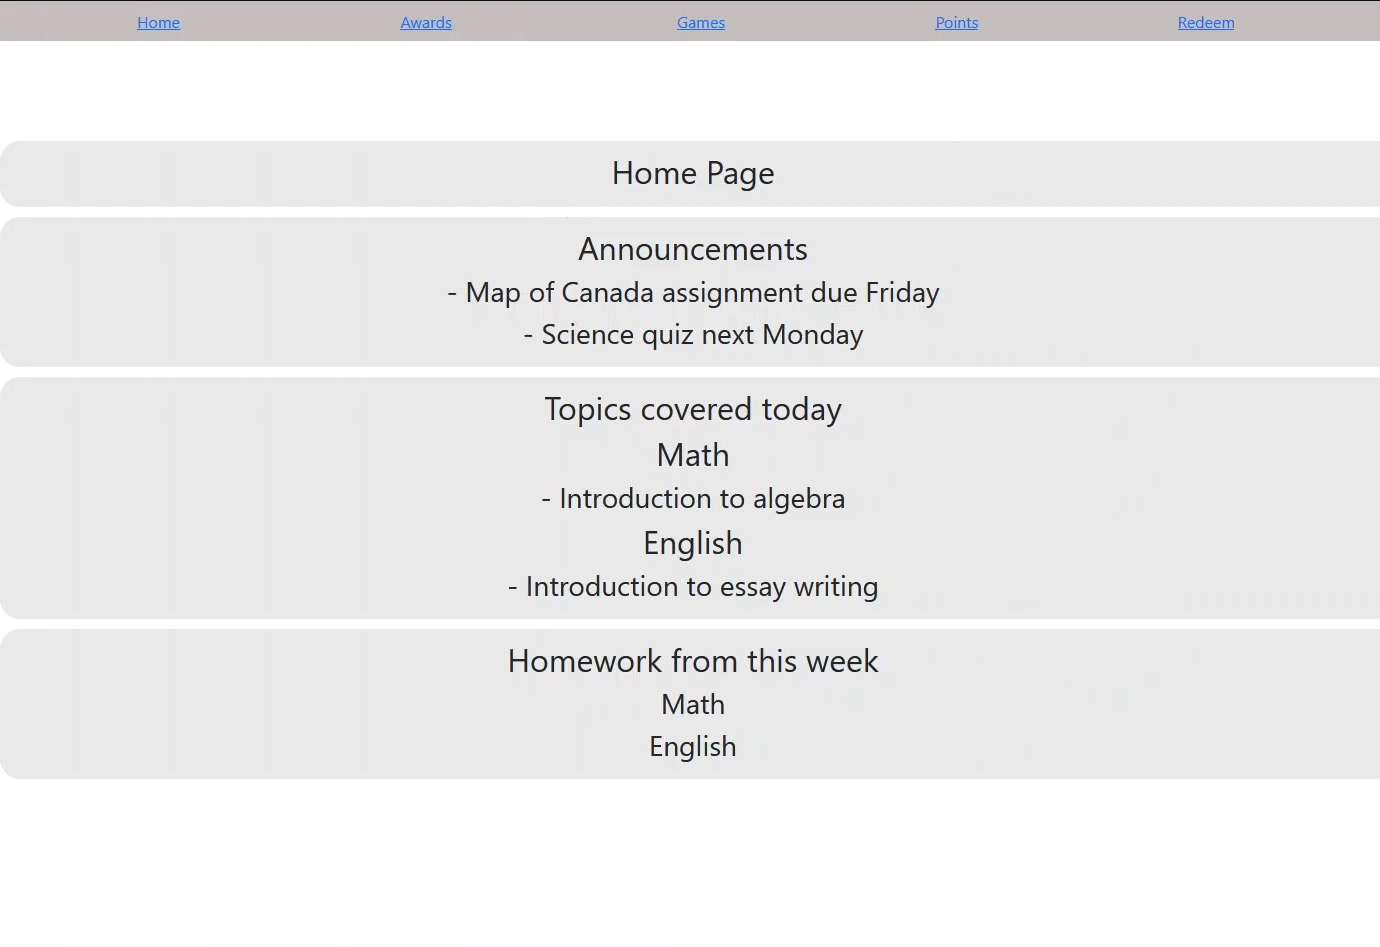 Home Awards Games Points Redeem
Home Page
Announcements
- Map of Canada assignment due Friday
- Science quiz next Monday
Topics covered today
Math
- Introduction to algebra
English
- Introduction to essay writing
Homework from this week
Math
English